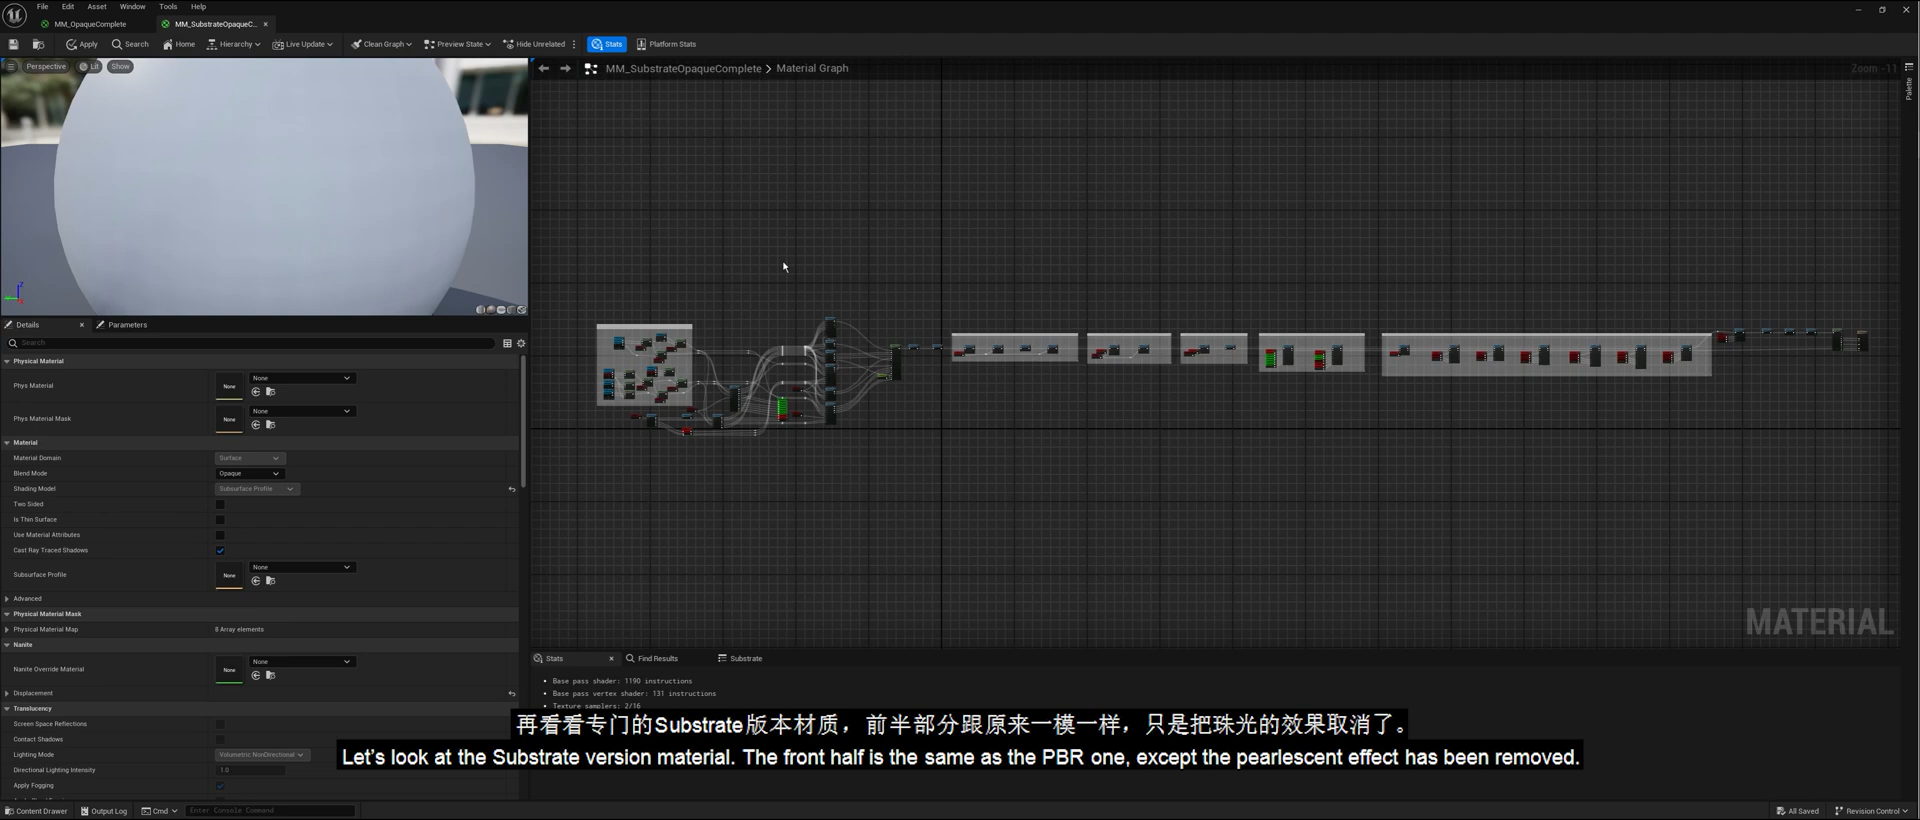 File Edit Asset Window Tools Help
MM_OpaqueComplete MM_SubstrateOpaqueC...
Apply Search Home Hierarchy Live Update Clean Graph Preview State Hide Unrelated Stats Platform Stats
Perspective Lit Show
MM_SubstrateOpaqueComplete > Material Graph
Zoom -11
Palette
Details Parameters
Search
Physical Material
Phys Material None None
Phys Material Mask None None
Material
Material Domain Surface
Blend Mode Opaque
Shading Model Subsurface Profile
Two Sided
Is Thin Surface
Use Material Attributes
Cast Ray Traced Shadows
Subsurface Profile None None
Advanced
Physical Material Mask
Physical Material Map 8 Array elements
Nanite
Nanite Override Material None None
Displacement
Translucency
Screen Space Reflections
Contact Shadows
Lighting Mode Volumetric NonDirectional
Directional Lighting Intensity 1.0
Apply Fogging
MATERIAL
Stats Find Results Substrate
Base pass shader: 1190 instructions
Base pass vertex shader: 131 instructions
Texture samplers: 2/16
再看看专门的Substrate版本材质，前半部分跟原来一模一样，只是把珠光的效果取消了。
Let's look at the Substrate version material. The front half is the same as the PBR one, except the pearlescent effect has been removed.
Content Drawer Output Log Cmd Enter Console Command All Saved Revision Control